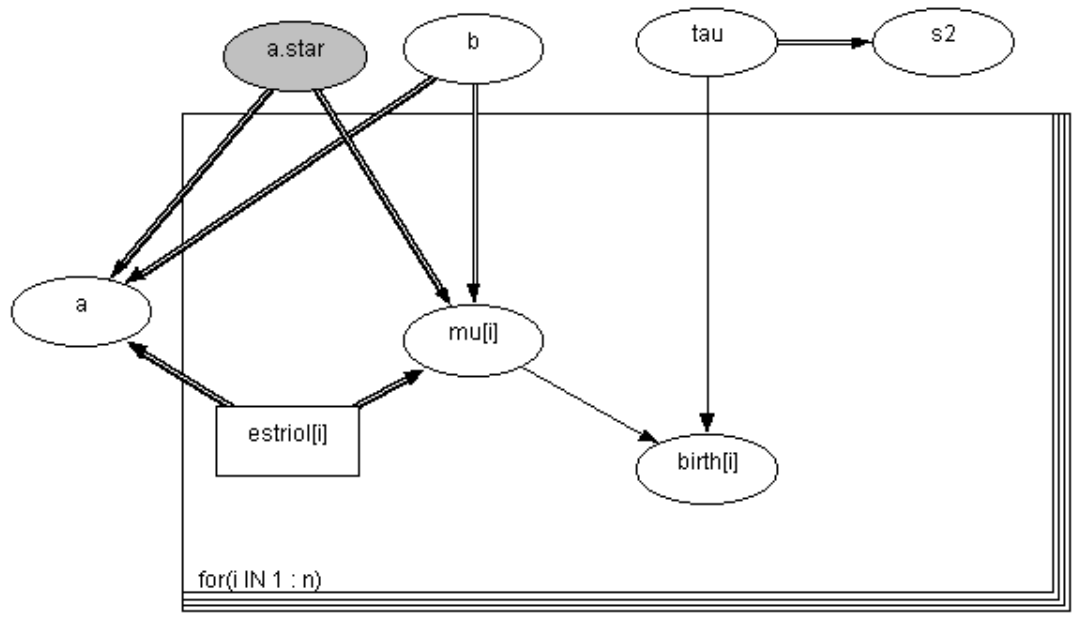 a.star
b
tau
s2
a
mu[i]
estriol[i]
birth[i]
for(i IN 1 : n)